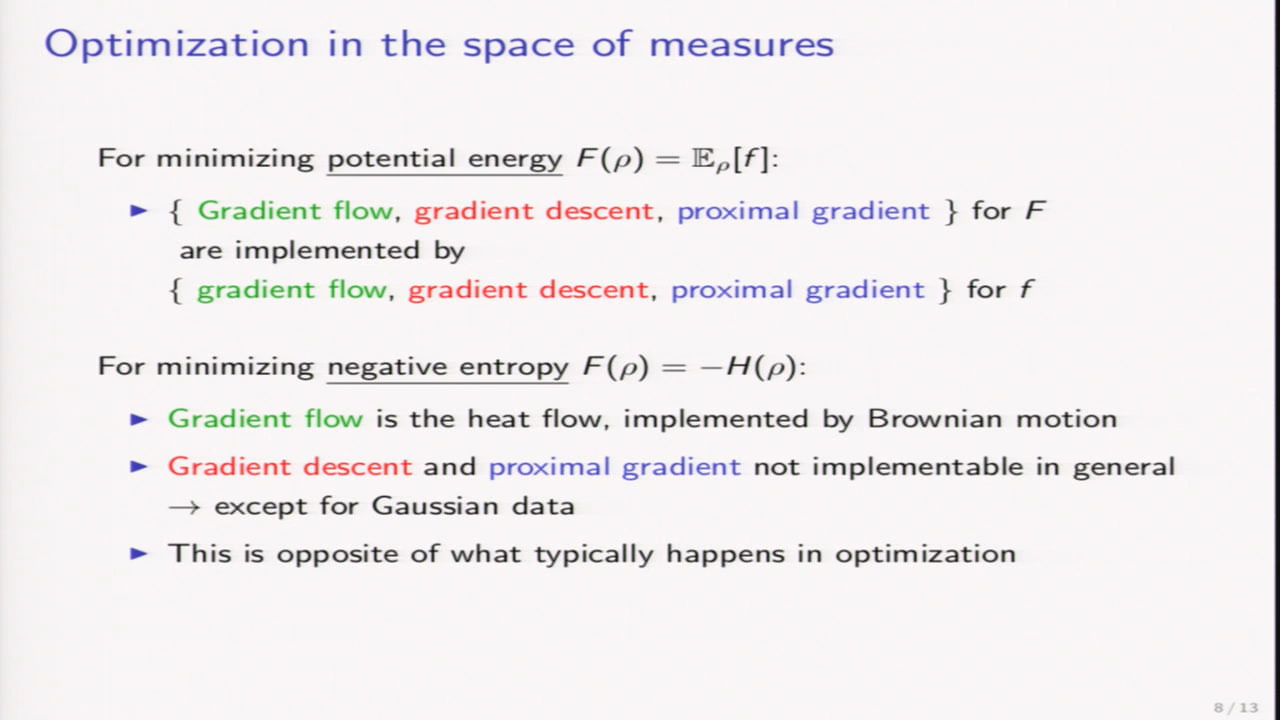 Optimization in the space of measures
For minimizing potential energy F(ρ) = 𝔼ρ[f]:
▶ { Gradient flow, gradient descent, proximal gradient } for F
are implemented by
{ gradient flow, gradient descent, proximal gradient } for f
For minimizing negative entropy F(ρ) = −H(ρ):
▶ Gradient flow is the heat flow, implemented by Brownian motion
▶ Gradient descent and proximal gradient not implementable in general
→ except for Gaussian data
▶ This is opposite of what typically happens in optimization
8 / 13